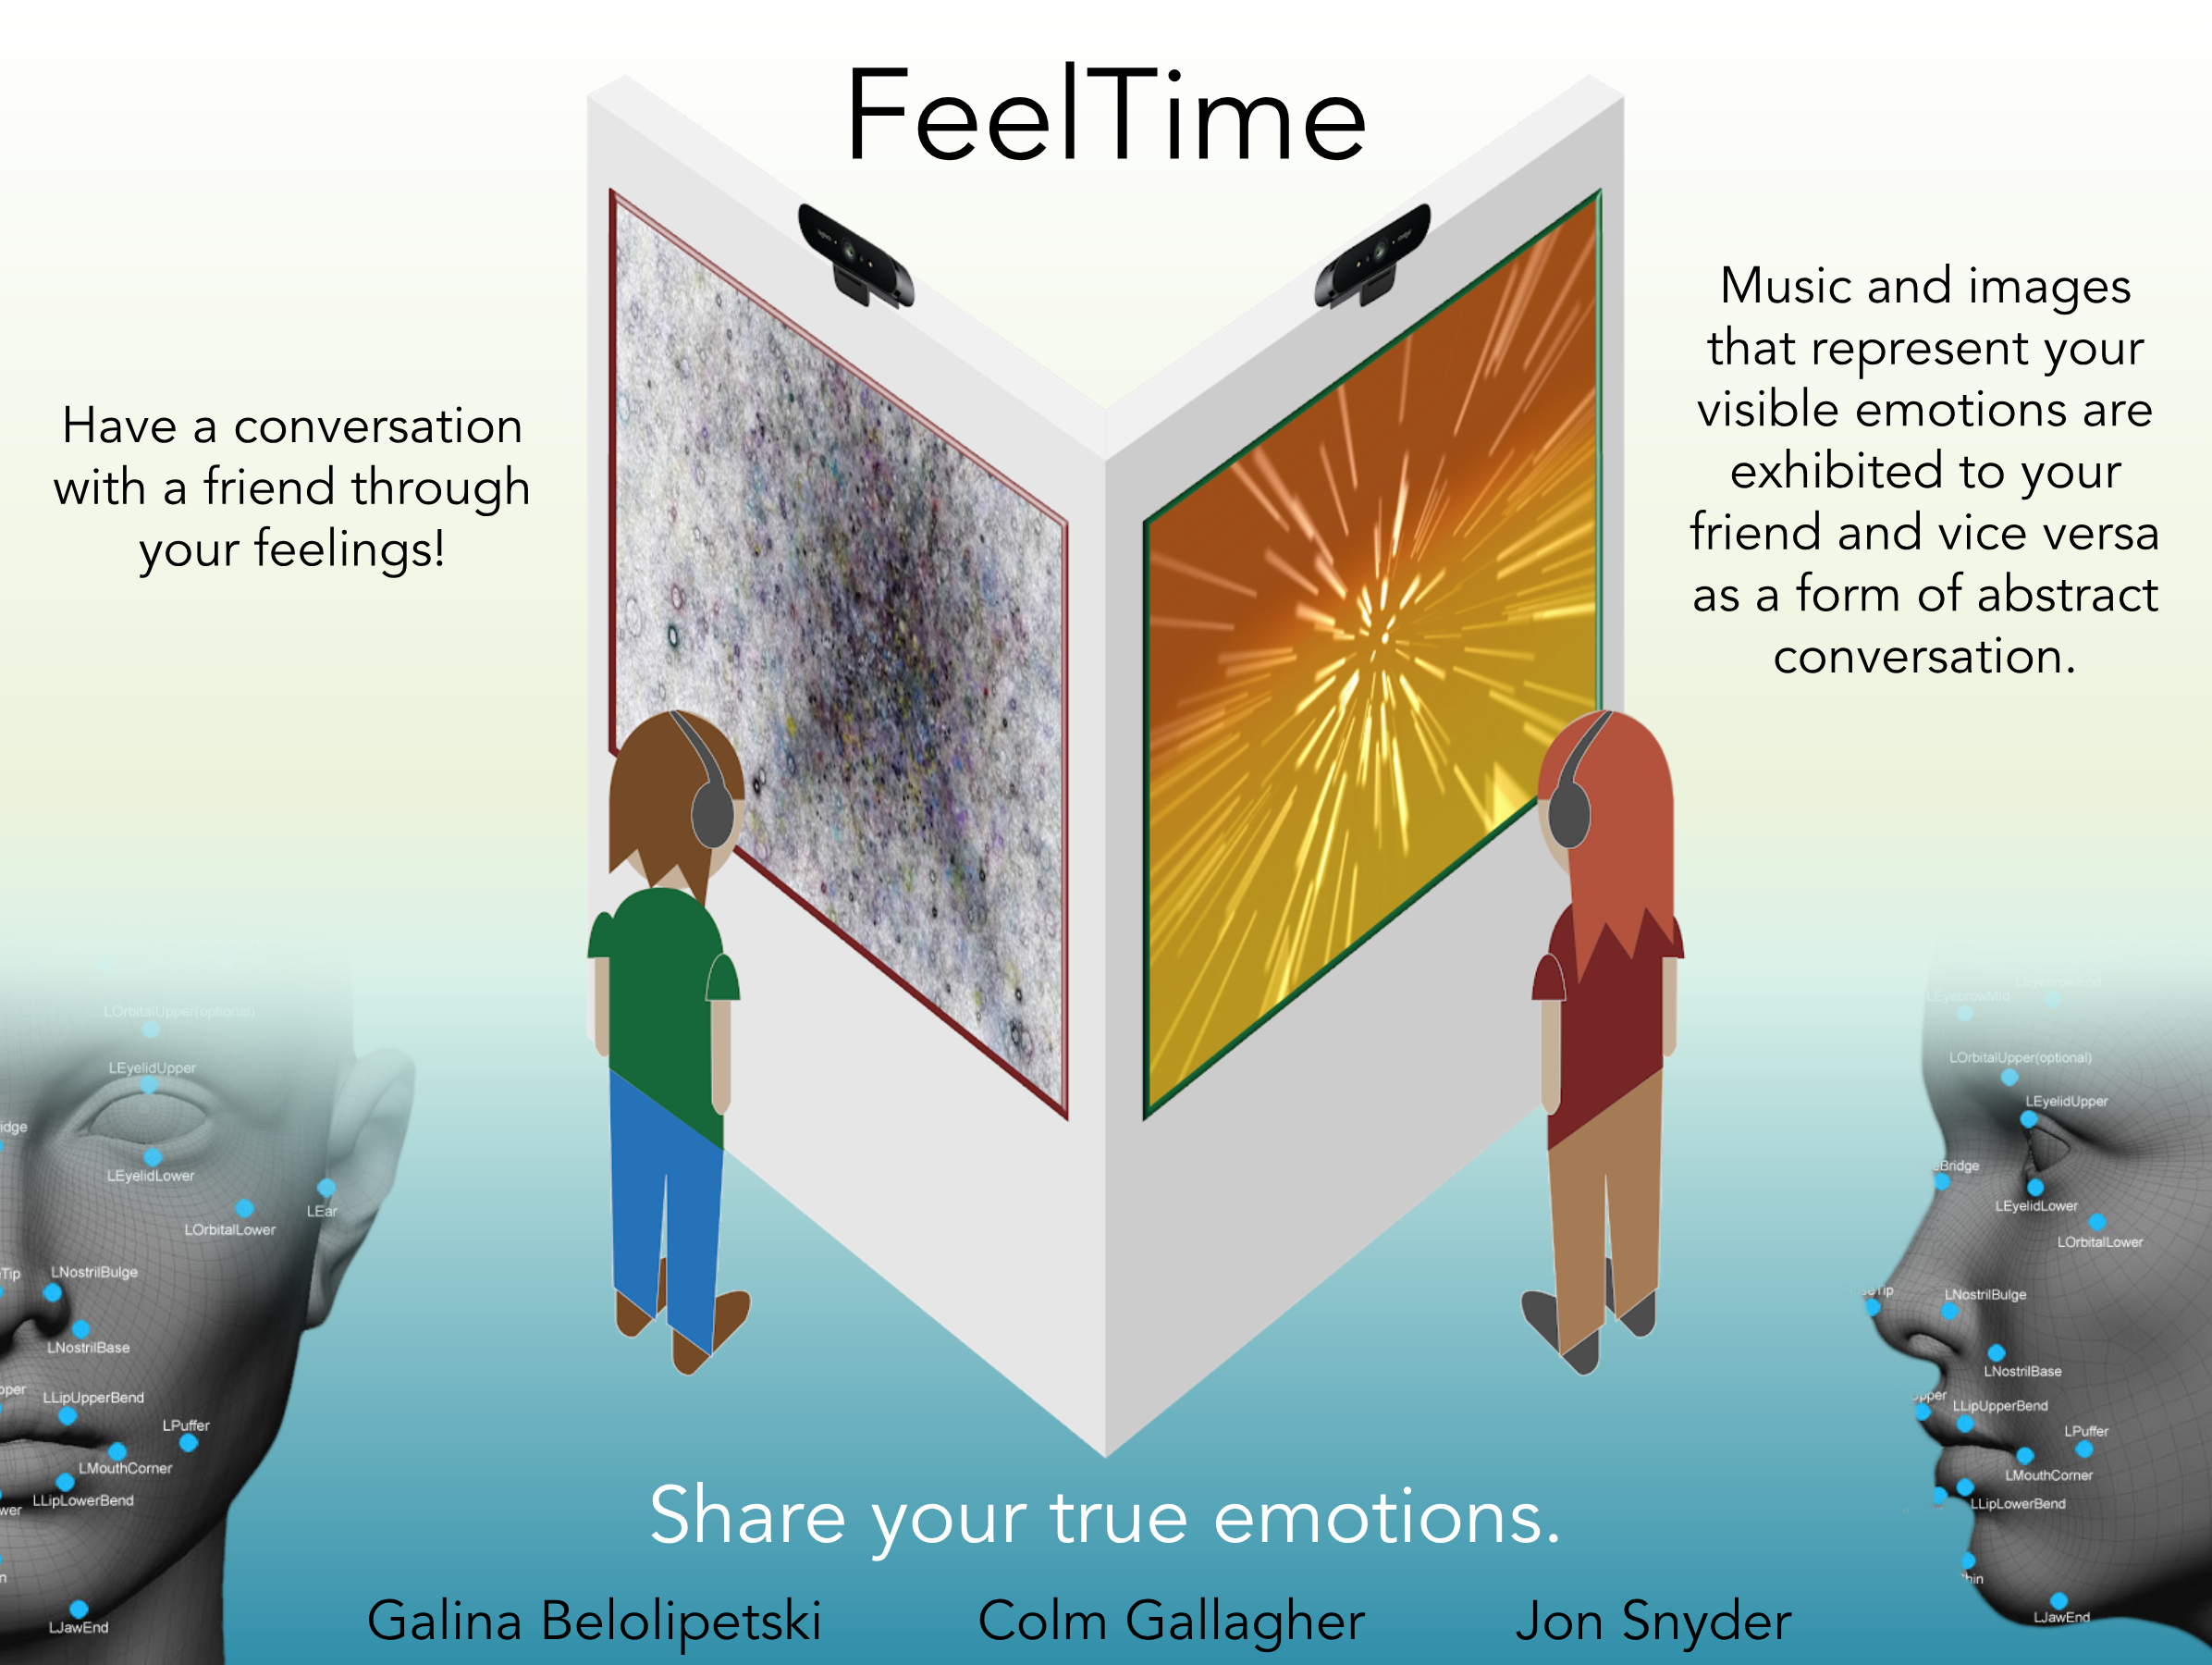 FeelTime
Have a conversation
with a friend through
your feelings!
Music and images
that represent your
visible emotions are
exhibited to your
friend and vice versa
as a form of abstract
conversation.
LOrbitalUpper(optional)
LEyelidUpper
idge
LEyelidLower
LEar
LOrbitalLower
Tip
LNostrilBulge
LNostrilBase
pper
LLipUpperBend
LPuffer
LMouthCorner
LLipLowerBend
wer
n
LJawEnd
LEyebrowEnd
LEyebrowMid
LOrbitalUpper(optional)
LEyelidUpper
eBridge
LEyelidLower
LOrbitalLower
seTip
LNostrilBulge
LNostrilBase
Upper
LLipUpperBend
LPuffer
LMouthCorner
LLipLowerBend
hin
LJawEnd
Share your true emotions.
Galina Belolipetski Colm Gallagher Jon Snyder